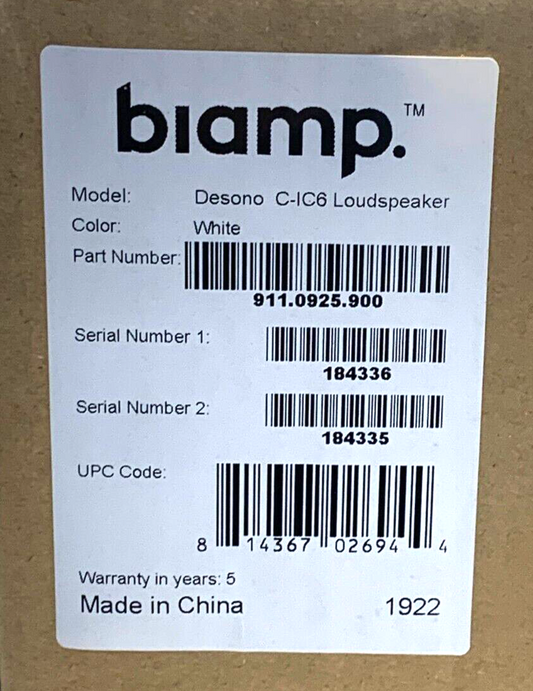 biamp.™
Model: Desono C-IC6 Loudspeaker
Color: White
Part Number:
911.0925.900
Serial Number 1:
184336
Serial Number 2:
184335
UPC Code:
8 14367 02694 4
Warranty in years: 5
Made in China 1922